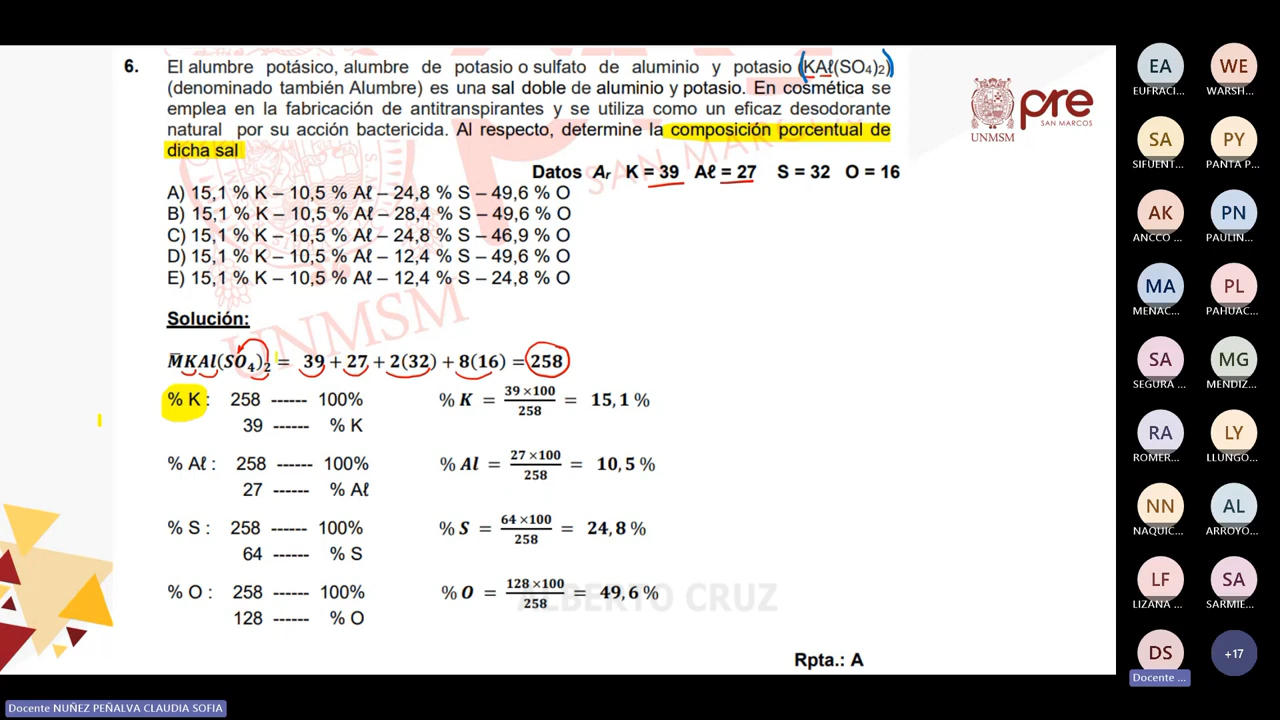 6. El alumbre potásico, alumbre de potasio o sulfato de aluminio y potasio (KAℓ(SO₄)₂)
(denominado también Alumbre) es una sal doble de aluminio y potasio. En cosmética se
emplea en la fabricación de antitranspirantes y se utiliza como un eficaz desodorante
natural por su acción bactericida. Al respecto, determine la composición porcentual de
dicha sal
Datos Aᵣ K = 39 Aℓ = 27 S = 32 O = 16
A) 15,1 % K – 10,5 % Aℓ – 24,8 % S – 49,6 % O
B) 15,1 % K – 10,5 % Aℓ – 28,4 % S – 49,6 % O
C) 15,1 % K – 10,5 % Aℓ – 24,8 % S – 46,9 % O
D) 15,1 % K – 10,5 % Aℓ – 12,4 % S – 49,6 % O
E) 15,1 % K – 10,5 % Aℓ – 12,4 % S – 24,8 % O
Solución:
M̅KAl(SO₄)₂ = 39 + 27 + 2(32) + 8(16) = 258
% K : 258 ------ 100% % K = 39 ×100 / 258 = 15,1 %
39 ------ % K
% Aℓ : 258 ------ 100% % Al = 27 ×100 / 258 = 10,5 %
27 ------ % Aℓ
% S : 258 ------ 100% % S = 64 ×100 / 258 = 24,8 %
64 ------ % S
% O : 258 ------ 100% % O = 128 ×100 / 258 = 49,6 %
128 ------ % O
ALBERTO CRUZ
Rpta.: A
UNMSM
SAN MARCOS
UNMSM
pre
SAN MARCOS
EA WE
EUFRACI... WARSH...
SA PY
SIFUENT... PANTA P...
AK PN
ANCCO ... PAULIN...
MA PL
MENAC... PAHUAC...
SA MG
SEGURA ... MENDIZ...
RA LY
ROMER... LLUNGO...
NN AL
NAQUIC... ARROYO...
LF SA
LIZANA ... SARMIE...
DS +17
Docente ...
Docente NUÑEZ PEÑALVA CLAUDIA SOFIA